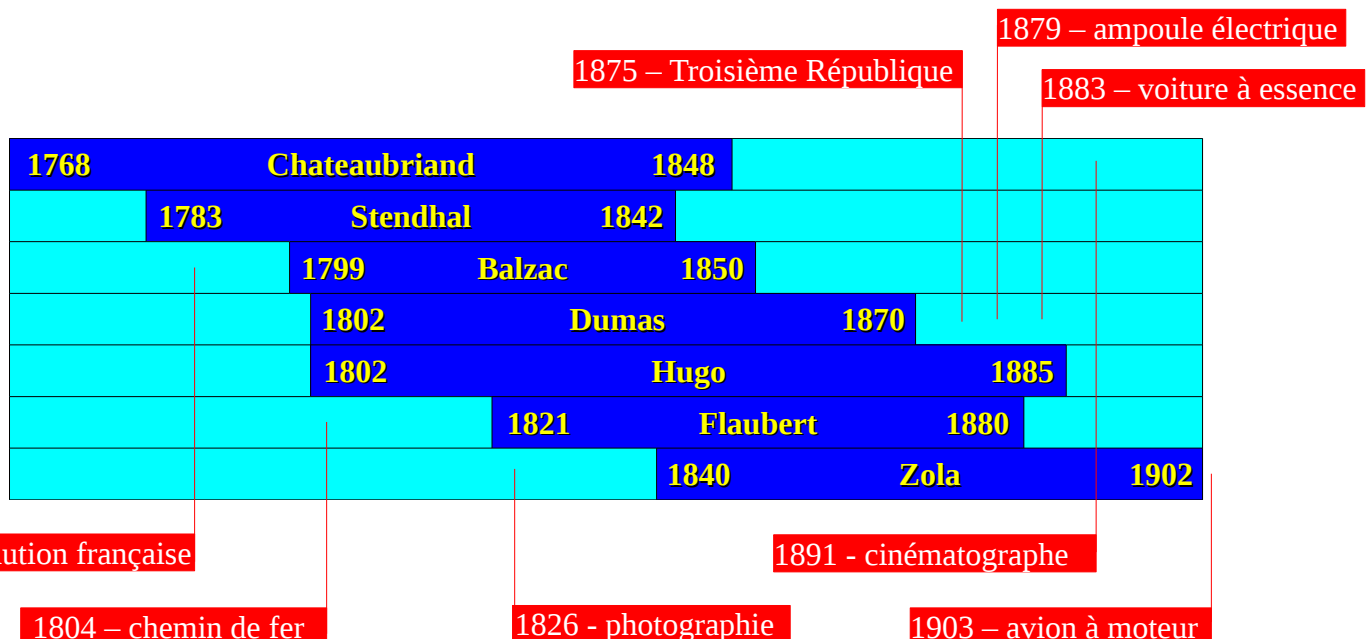 1879 – ampoule électrique
1875 – Troisième République
1883 – voiture à essence
1768 Chateaubriand 1848
1783 Stendhal 1842
1799 Balzac 1850
1802 Dumas 1870
1802 Hugo 1885
1821 Flaubert 1880
1840 Zola 1902
française
1891 - cinématographe
1804 – chemin de fer
1826 - photographie
1903 – avion à moteur